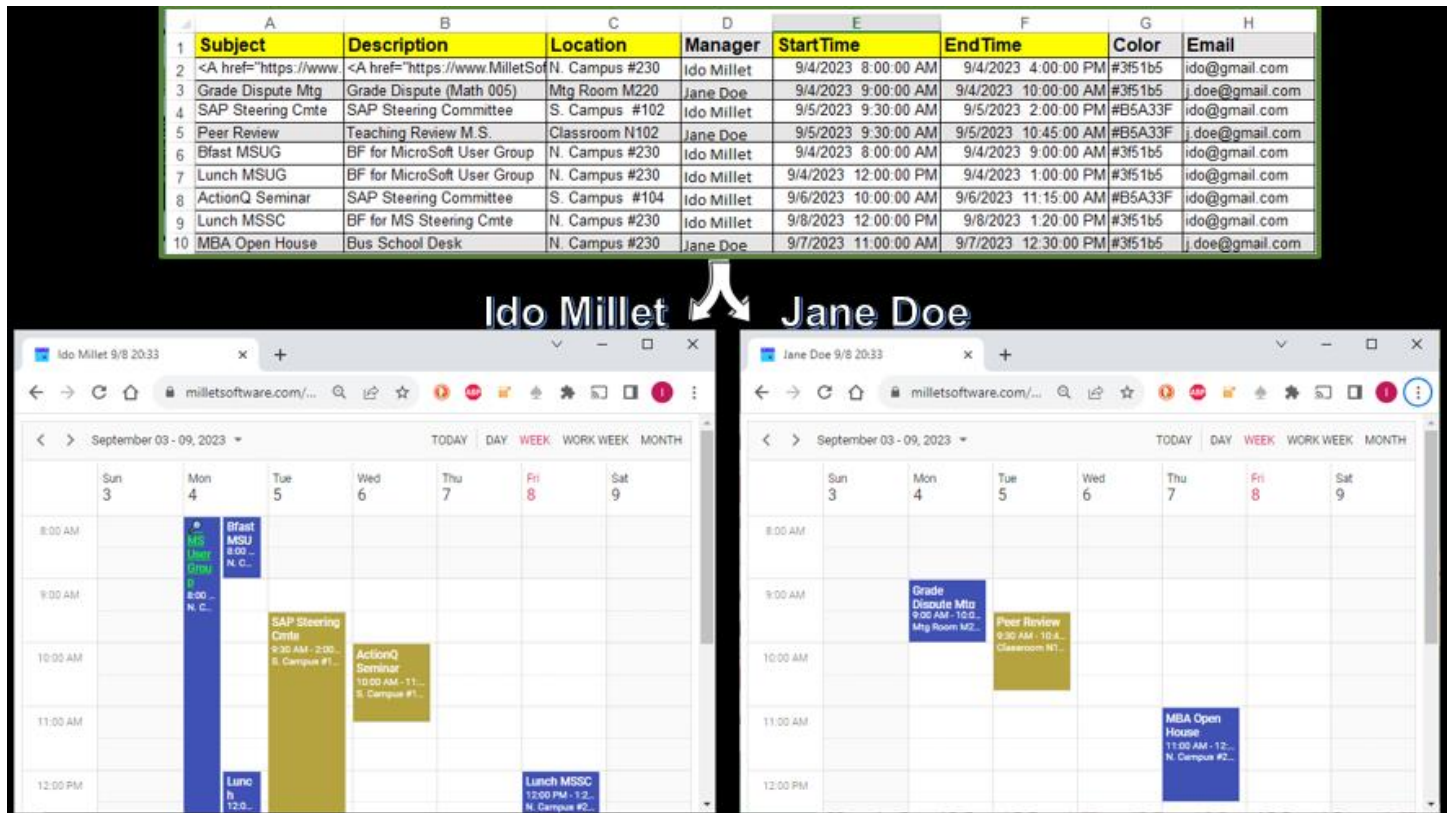 A B C D E F G H
1 Subject Description Location Manager StartTime EndTime Color Email
2 <A href="https://www. <A href="https://www.MilletSof N. Campus #230 Ido Millet 9/4/2023 8:00:00 AM 9/4/2023 4:00:00 PM #3f51b5 ido@gmail.com
3 Grade Dispute Mtg Grade Dispute (Math 005) Mtg Room M220 Jane Doe 9/4/2023 9:00:00 AM 9/4/2023 10:00:00 AM #3f51b5 j.doe@gmail.com
4 SAP Steering Cmte SAP Steering Committee S. Campus #102 Ido Millet 9/5/2023 9:30:00 AM 9/5/2023 2:00:00 PM #B5A33F ido@gmail.com
5 Peer Review Teaching Review M.S. Classroom N102 Jane Doe 9/5/2023 9:30:00 AM 9/5/2023 10:45:00 AM #B5A33F j.doe@gmail.com
6 Bfast MSUG BF for MicroSoft User Group N. Campus #230 Ido Millet 9/4/2023 8:00:00 AM 9/4/2023 9:00:00 AM #3f51b5 ido@gmail.com
7 Lunch MSUG BF for MicroSoft User Group N. Campus #230 Ido Millet 9/4/2023 12:00:00 PM 9/4/2023 1:00:00 PM #3f51b5 ido@gmail.com
8 ActionQ Seminar SAP Steering Committee S. Campus #104 Ido Millet 9/6/2023 10:00:00 AM 9/6/2023 11:15:00 AM #B5A33F ido@gmail.com
9 Lunch MSSC BF for MS Steering Cmte N. Campus #230 Ido Millet 9/8/2023 12:00:00 PM 9/8/2023 1:20:00 PM #3f51b5 ido@gmail.com
10 MBA Open House Bus School Desk N. Campus #230 Jane Doe 9/7/2023 11:00:00 AM 9/7/2023 12:30:00 PM #3f51b5 j.doe@gmail.com
Ido Millet Jane Doe
Ido Millet 9/8 20:33
milletsoftware.com/...
ABP
I
September 03 - 09, 2023 TODAY DAY WEEK WORK WEEK MONTH
Sun Mon Tue Wed Thu Fri Sat
3 4 5 6 7 8 9
8:00 AM
9:00 AM
10:00 AM
11:00 AM
12:00 PM
MS
User
Grou
p
8:00 ...
N. C...
Bfast
MSU
8:00 ...
N. C...
Lunc
h
12:0...
SAP Steering
Cmte
9:30 AM - 2:00...
S. Campus #1...
ActionQ
Seminar
10:00 AM - 11:...
S. Campus #1...
Lunch MSSC
12:00 PM - 1:2...
N. Campus #2...
Jane Doe 9/8 20:33
milletsoftware.com/...
ABP
I
September 03 - 09, 2023 TODAY DAY WEEK WORK WEEK MONTH
Sun Mon Tue Wed Thu Fri Sat
3 4 5 6 7 8 9
8:00 AM
9:00 AM
10:00 AM
11:00 AM
12:00 PM
Grade
Dispute Mtg
9:00 AM - 10:0...
Mtg Room M2...
Peer Review
9:30 AM - 10:4...
Classroom N1...
MBA Open
House
11:00 AM - 12:...
N. Campus #2...